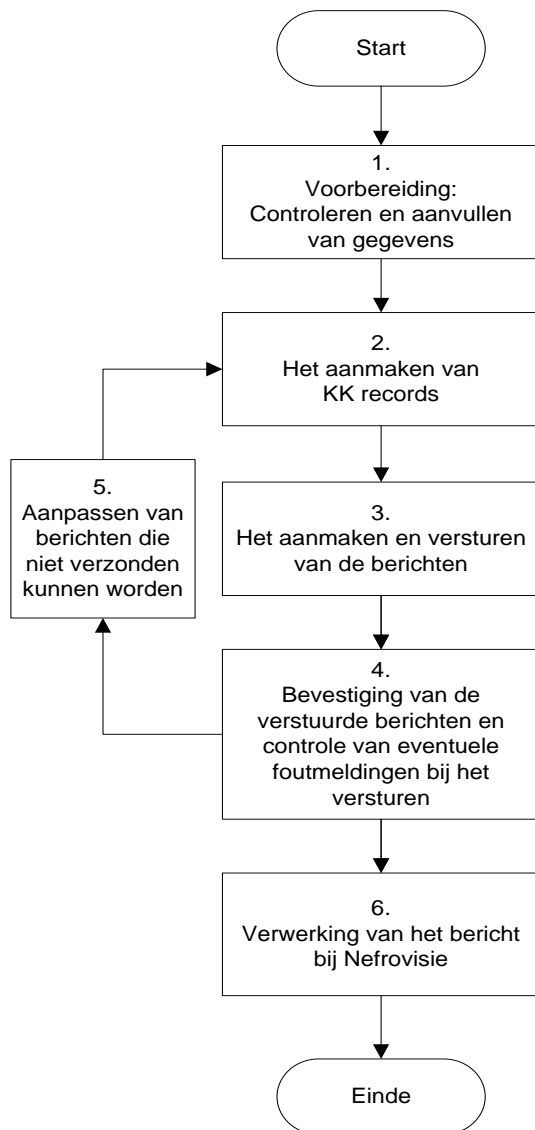 Start
1.
Voorbereiding:
Controleren en aanvullen
van gegevens
2.
Het aanmaken van
KK records
3.
Het aanmaken en versturen
van de berichten
4.
Bevestiging van de
verstuurde berichten en
controle van eventuele
foutmeldingen bij het
versturen
5.
Aanpassen van
berichten die
niet verzonden
kunnen worden
6.
Verwerking van het bericht
bij Nefrovisie
Einde